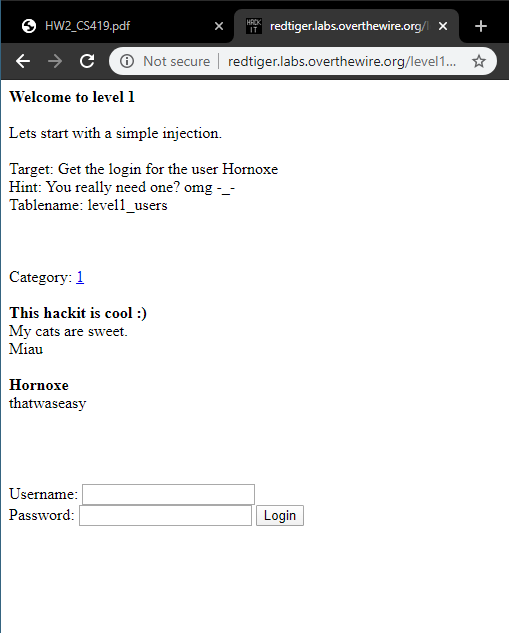 HW2_CS419.pdf
HACK IT
redtiger.labs.overthewire.org/l
Not secure | redtiger.labs.overthewire.org/level1...
Welcome to level 1
Lets start with a simple injection.
Target: Get the login for the user Hornoxe
Hint: You really need one? omg -_-
Tablename: level1_users
Category: 1
This hackit is cool :)
My cats are sweet.
Miau
Hornoxe
thatwaseasy
Username:
Password: Login